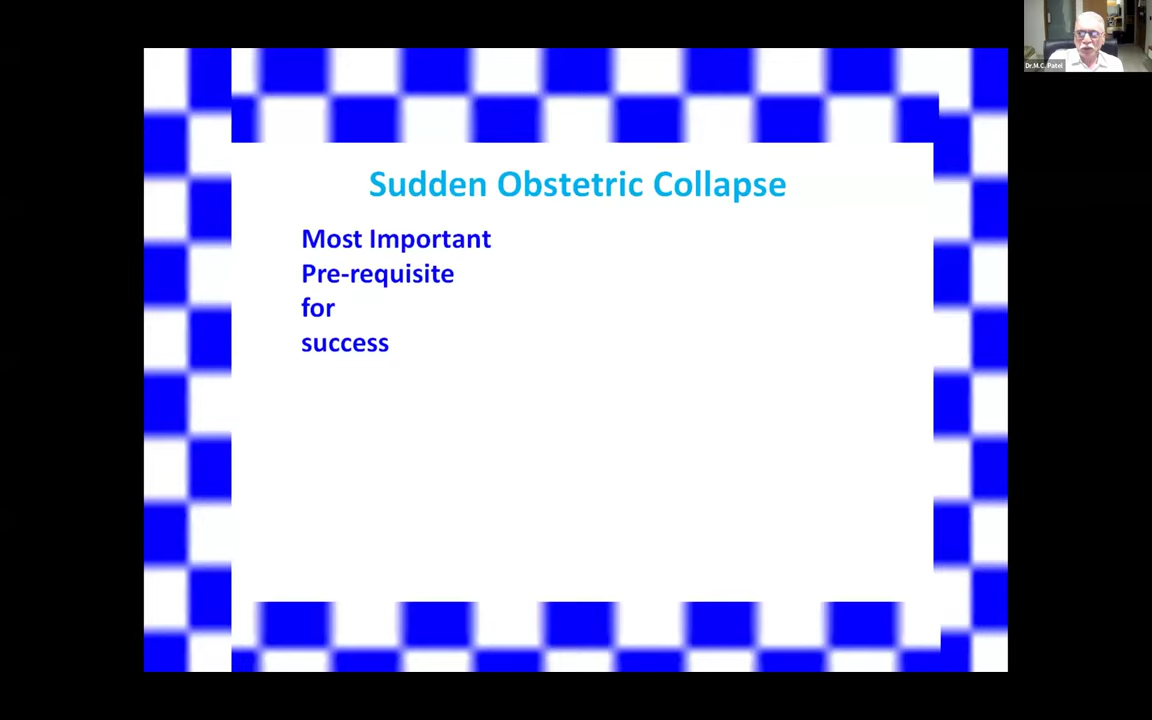 Dr.M.C. Patel
Sudden Obstetric Collapse
Most Important
Pre-requisite
for
success